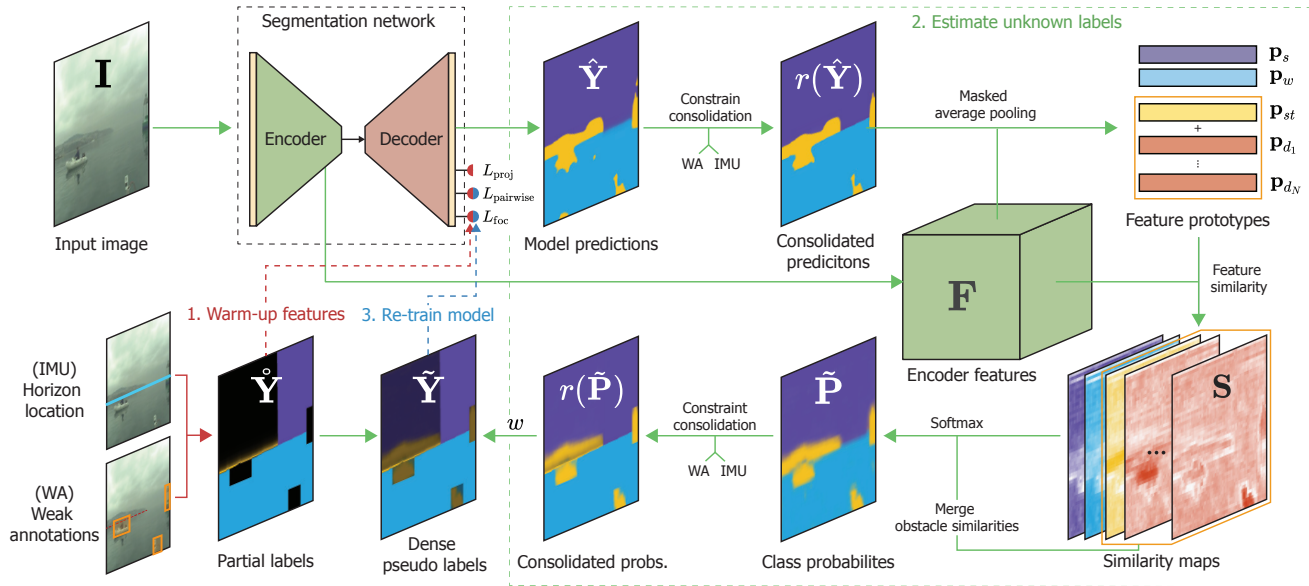 Segmentation network
2. Estimate unknown labels
I
Encoder
Decoder
L_proj
L_pairwise
L_foc
Input image
Ŷ
Model predictions
Constrain
consolidation
WA IMU
r(Ŷ)
Consolidated
predicitons
Masked
average pooling
p_s
p_w
p_st
+
p_d₁
⋮
p_d_N
Feature prototypes
F
Encoder features
Feature
similarity
1. Warm-up features
3. Re-train model
(IMU)
Horizon
location
(WA)
Weak
annotations
Y̊
Partial labels
Ỹ
Dense
pseudo labels
w
r(P̃)
Consolidated probs.
Constraint
consolidation
WA IMU
P̃
Class probabilites
Softmax
Merge
obstacle similarities
S
...
Similarity maps